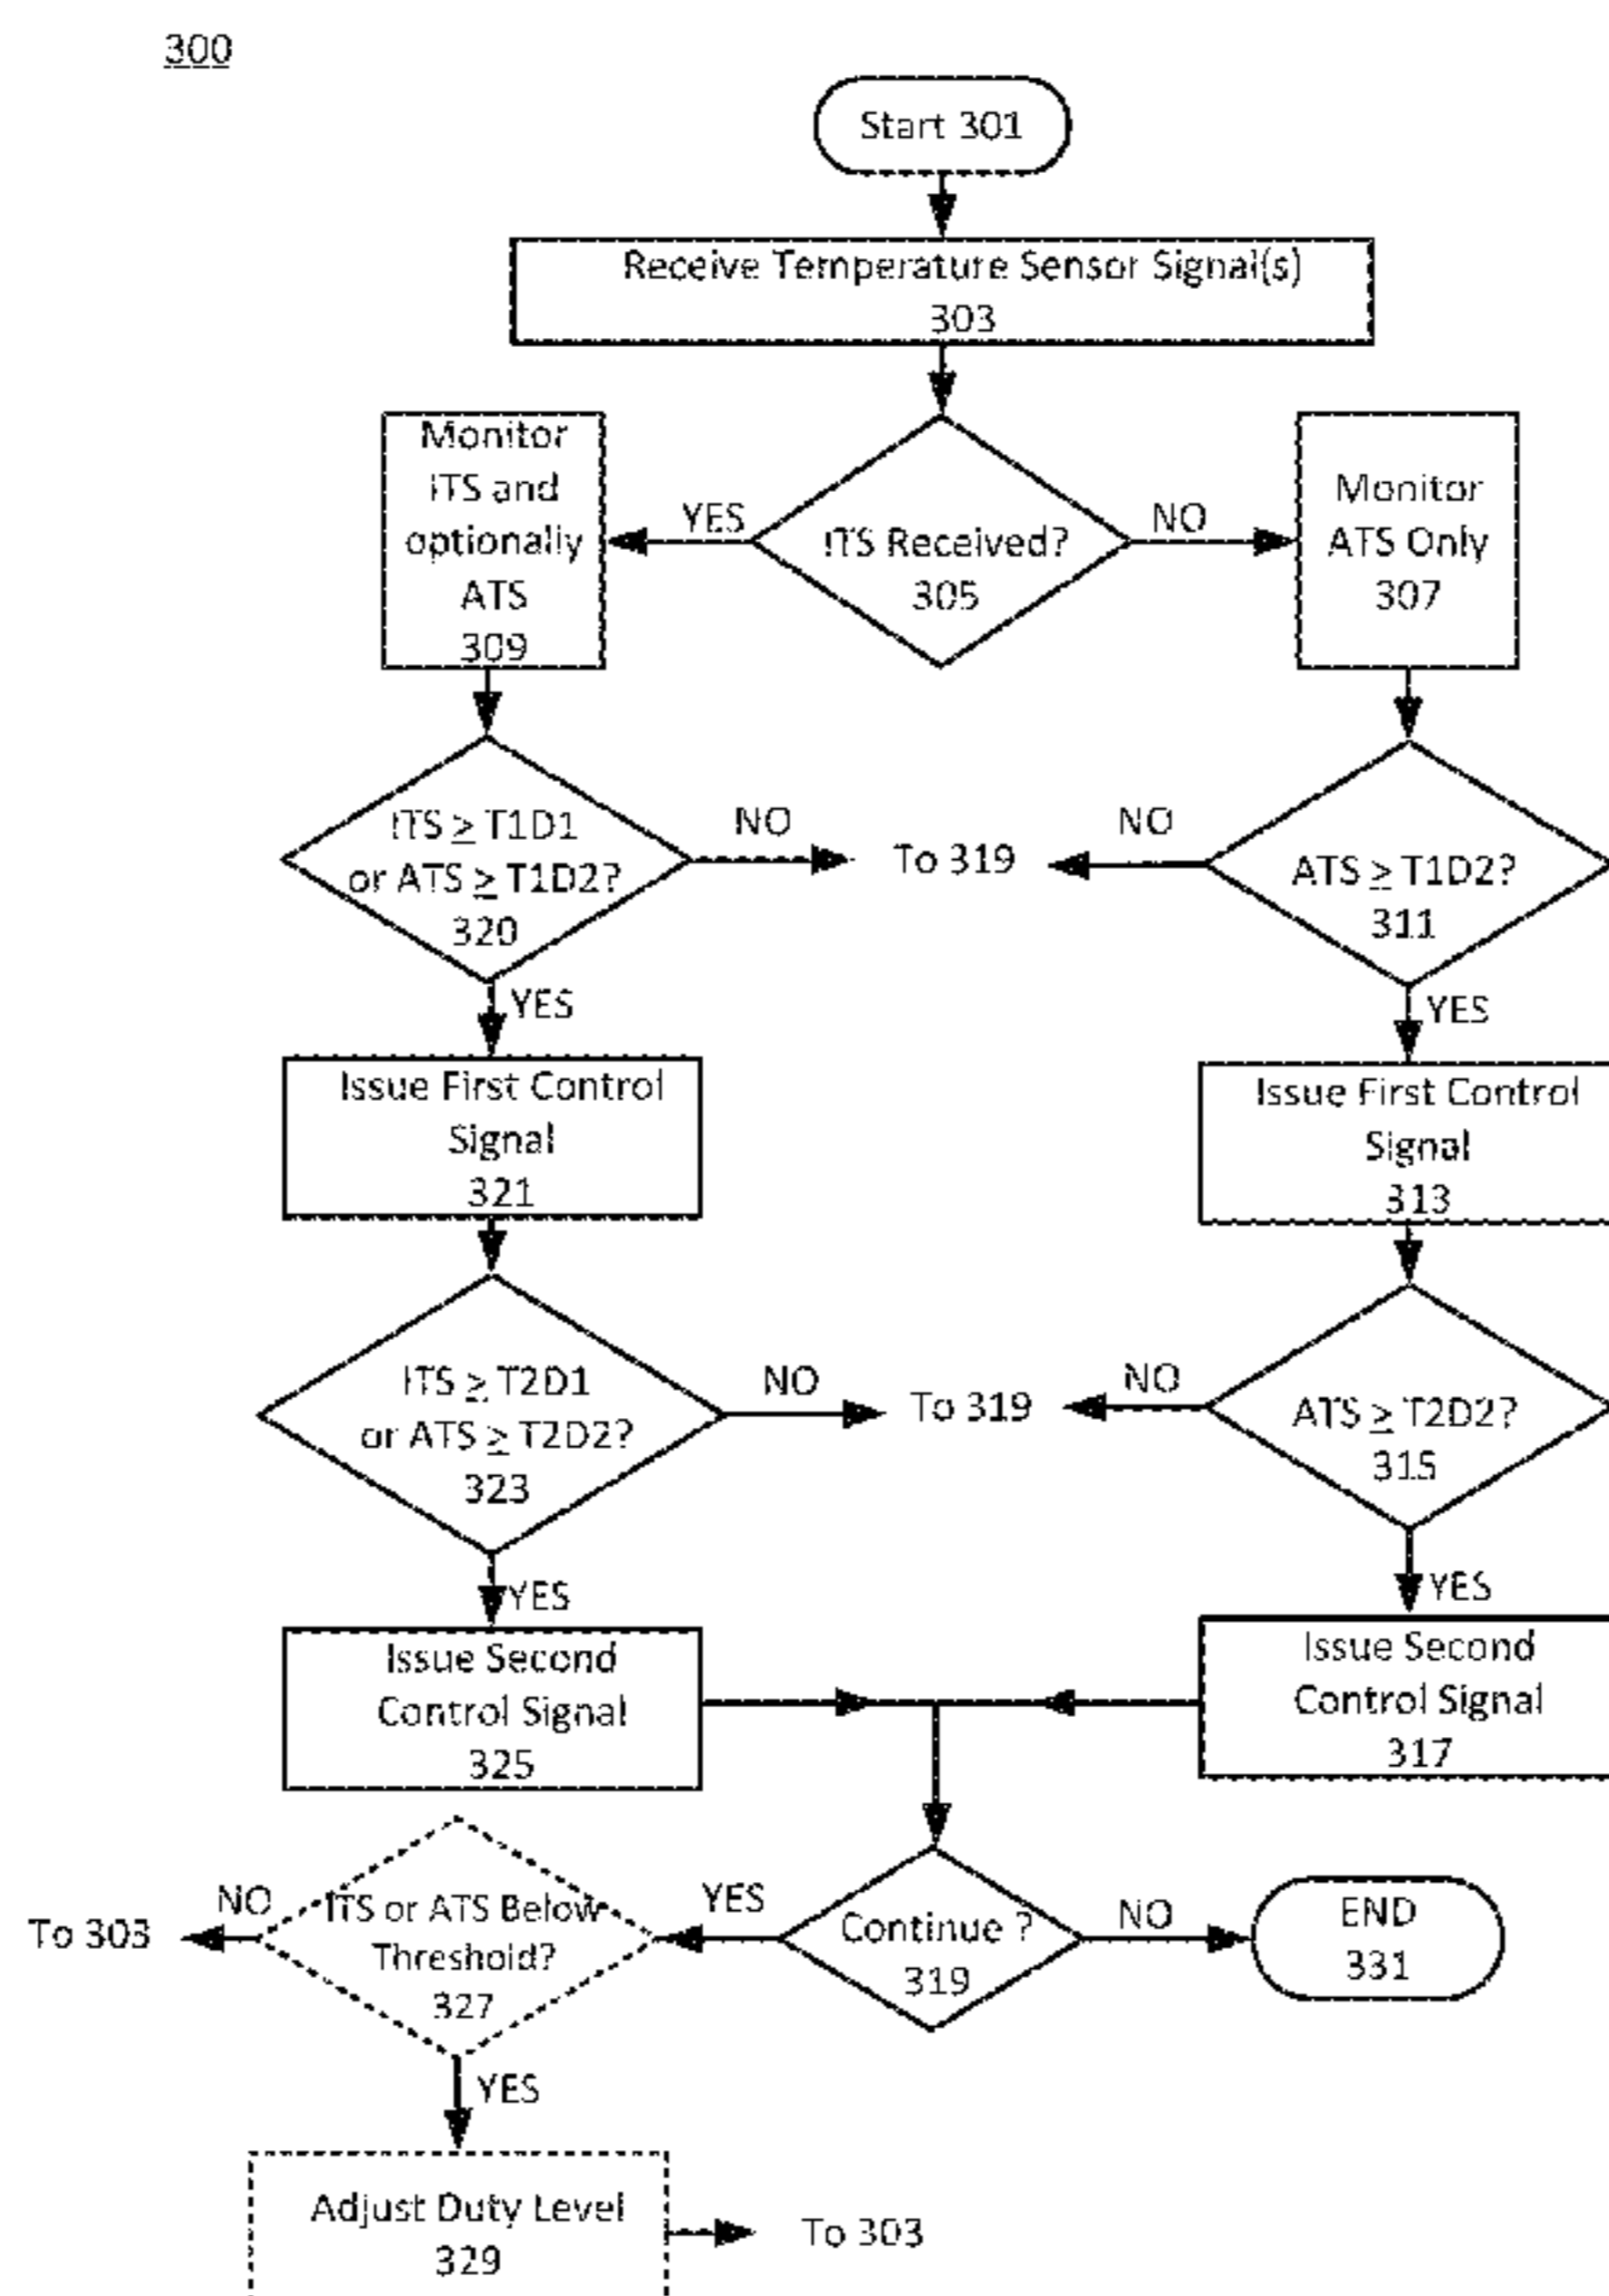 300
Start 301
Receive Temperature Sensor Signal(s)
303
Monitor
ITS and
optionally
ATS
309
YES
ITS Received?
305
NO
Monitor
ATS Only
307
ITS ≥ T1D1
or ATS ≥ T1D2?
320
NO
To 319
NO
ATS ≥ T1D2?
311
YES
YES
Issue First Control
Signal
321
Issue First Control
Signal
313
ITS ≥ T2D1
or ATS ≥ T2D2?
323
NO
To 319
NO
ATS ≥ T2D2?
315
YES
YES
Issue Second
Control Signal
325
Issue Second
Control Signal
317
To 303
NO
ITS or ATS Below
Threshold?
327
YES
Continue ?
319
NO
END
331
YES
Adjust Duty Level
329
To 303